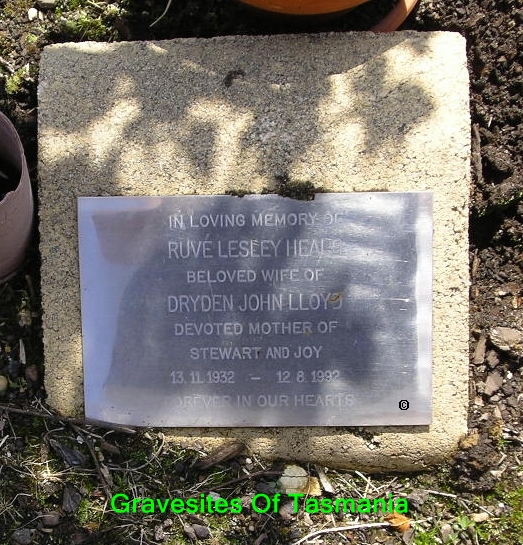 IN LOVING MEMORY OF
RUVÉ LESLEY
BELOVED WIFE OF
DRYDEN JOHN LLOYD
DEVOTED MOTHER OF
STEWART AND JOY
13.11.1932 – 12.8.1992
FOREVER IN OUR HEARTS
©
Gravesites Of Tasmania